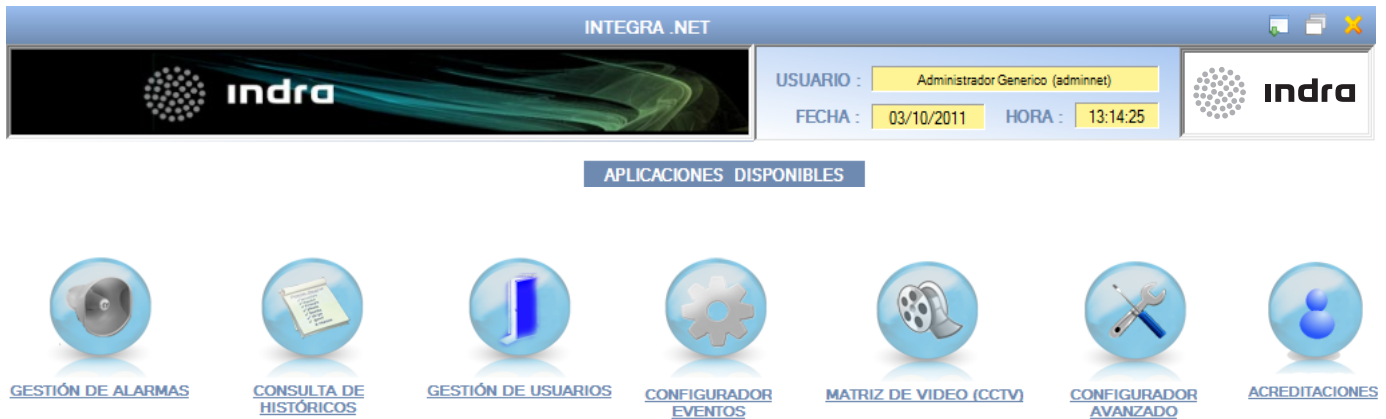 INTEGRA .NET
indra
USUARIO : Administrador Generico (adminnet)
FECHA : 03/10/2011 HORA : 13:14:25
indra
APLICACIONES DISPONIBLES
GESTIÓN DE ALARMAS
CONSULTA DE
HISTÓRICOS
GESTIÓN DE USUARIOS
CONFIGURADOR
EVENTOS
MATRIZ DE VIDEO (CCTV)
CONFIGURADOR
AVANZADO
ACREDITACIONES